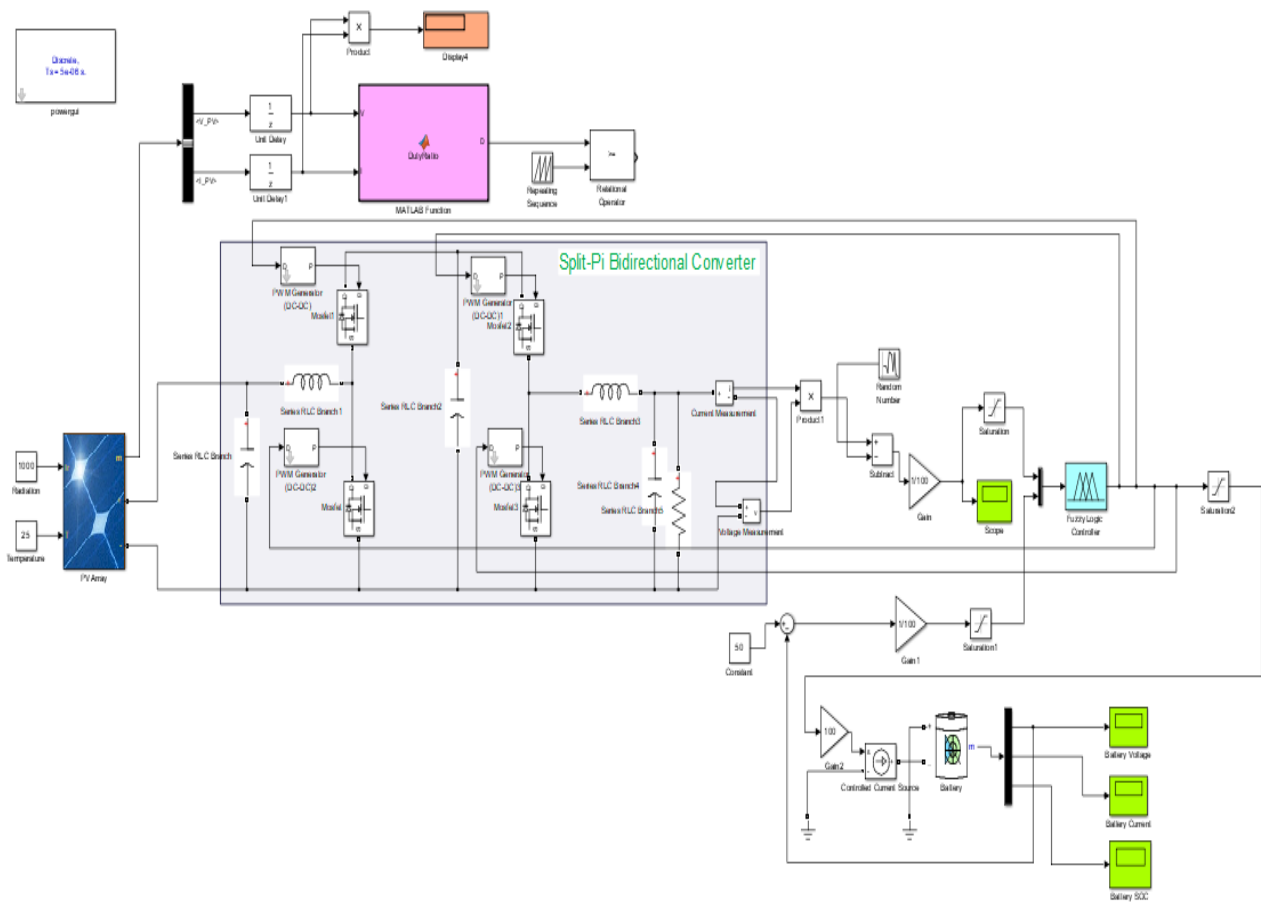 Discrete,
Ts = 5e-06 s.
powergui
<V_PV>
<I_PV>
1
z
Unit Delay
1
z
Unit Delay1
×
Product
Display4
V
DutyRatio
D
MATLAB Function
Repeating
Sequence
>=
Relational
Operator
Split-Pi Bidirectional Converter
D
P
PWM Generator
(DC-DC)
Mosfet1
D
P
PWM Generator
(DC-DC)1
Mosfet2
Series RLC Branch1
Series RLC Branch2
Series RLC Branch3
Series RLC Branch
D
P
PWM Generator
(DC-DC)2
Mosfet
D
P
PWM Generator
Mosfet3
Series RLC Branch4
Series RLC Branch5
Current Measurement
Voltage Measurement
×
Product1
Random
Number
Subtract
1/100
Gain
Saturation
Scope
Fuzzy Logic
Controller
Saturation2
1000
Radiation
25
Temperature
m
PV Array
50
Constant
1/100
Gain1
Saturation1
100
Gain2
Controlled Current Source
m
Battery
Battery Voltage
Battery Current
Battery SOC